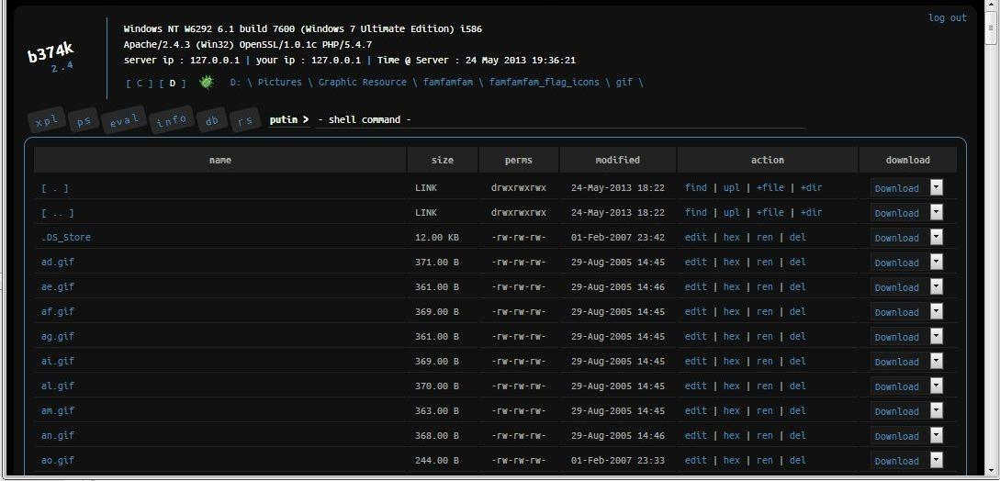 log out
b374k
2.4
Windows NT W6292 6.1 build 7600 (Windows 7 Ultimate Edition) i586
Apache/2.4.3 (Win32) OpenSSL/1.0.1c PHP/5.4.7
server ip : 127.0.0.1 | your ip : 127.0.0.1 | Time @ Server : 24 May 2013 19:36:21
[ C ] [ D ] D: \ Pictures \ Graphic Resource \ famfamfam \ famfamfam_flag_icons \ gif \
xpl ps eval info db rs putin > - shell command -
name size perms modified action download
[ . ] LINK drwxrwxrwx 24-May-2013 18:22 find | upl | +file | +dir Download
[ .. ] LINK drwxrwxrwx 24-May-2013 18:22 find | upl | +file | +dir Download
.DS_Store 12.00 KB -rw-rw-rw- 01-Feb-2007 23:42 edit | hex | ren | del Download
ad.gif 371.00 B -rw-rw-rw- 29-Aug-2005 14:45 edit | hex | ren | del Download
ae.gif 361.00 B -rw-rw-rw- 29-Aug-2005 14:46 edit | hex | ren | del Download
af.gif 369.00 B -rw-rw-rw- 29-Aug-2005 14:45 edit | hex | ren | del Download
ag.gif 361.00 B -rw-rw-rw- 29-Aug-2005 14:46 edit | hex | ren | del Download
ai.gif 369.00 B -rw-rw-rw- 29-Aug-2005 14:45 edit | hex | ren | del Download
al.gif 370.00 B -rw-rw-rw- 29-Aug-2005 14:45 edit | hex | ren | del Download
am.gif 363.00 B -rw-rw-rw- 29-Aug-2005 14:45 edit | hex | ren | del Download
an.gif 368.00 B -rw-rw-rw- 29-Aug-2005 14:46 edit | hex | ren | del Download
ao.gif 244.00 B -rw-rw-rw- 01-Feb-2007 23:33 edit | hex | ren | del Download